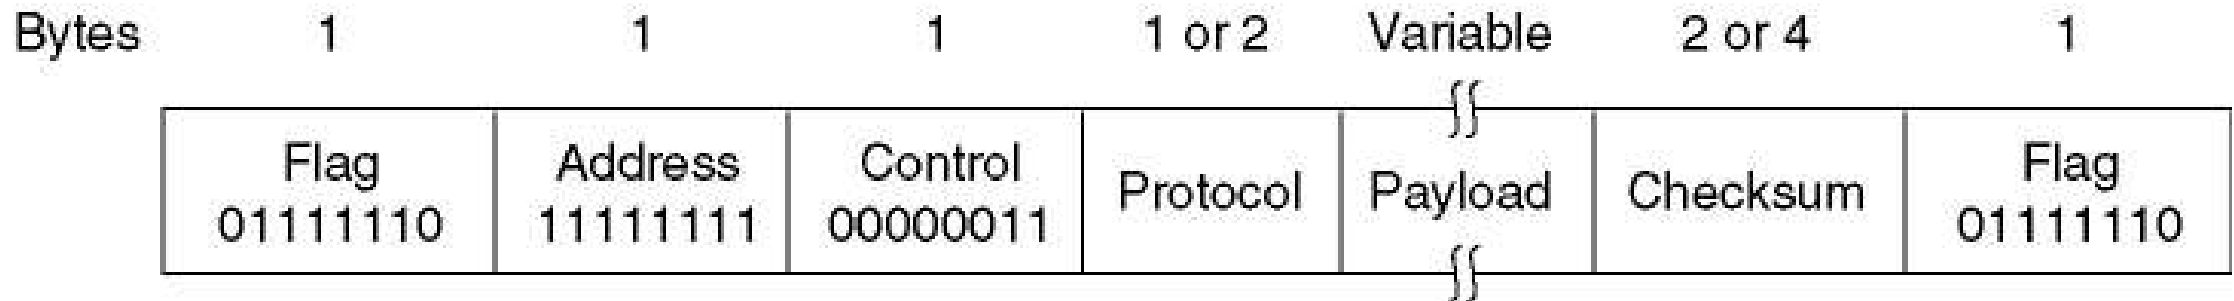 Bytes 1 1 1 1 or 2 Variable 2 or 4 1
Flag Address Control Protocol Payload Checksum Flag
01111110 11111111 00000011 01111110